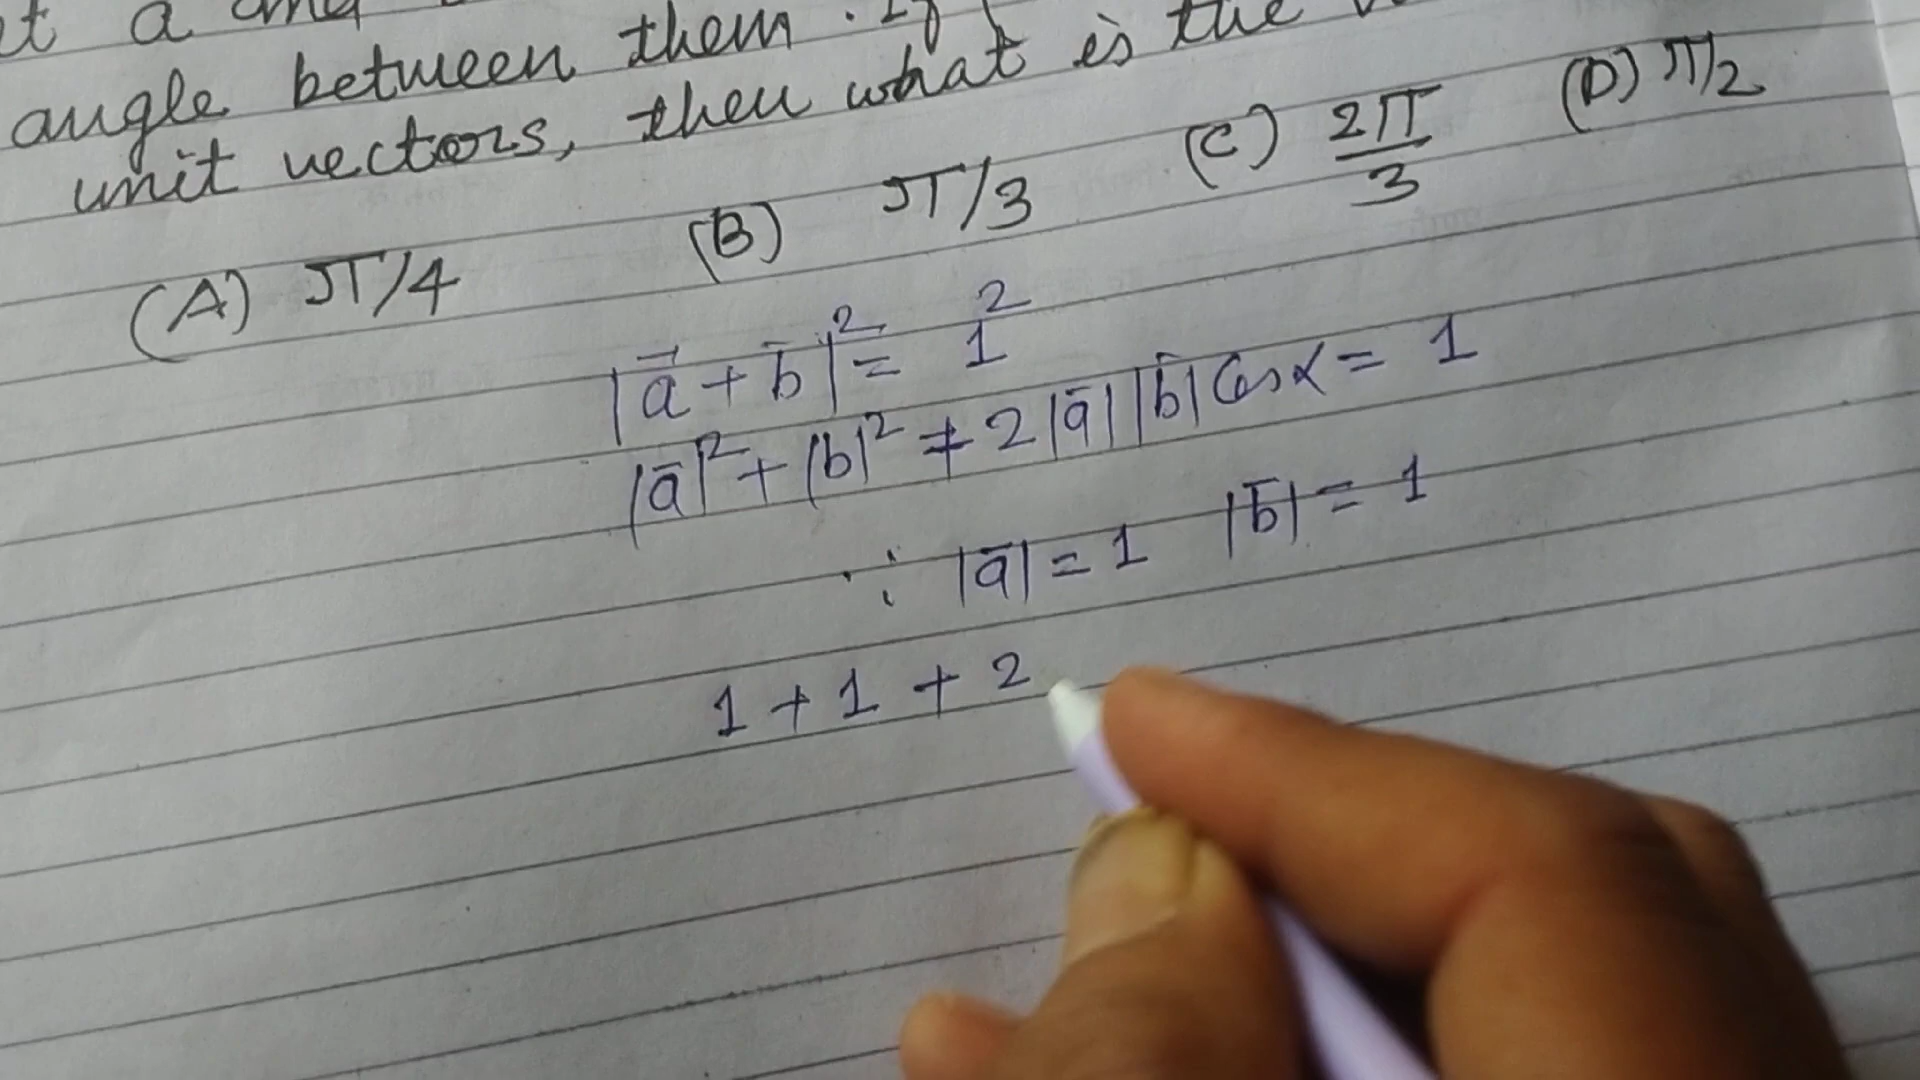 a and
angle between them. If
unit vectors, then what is the
(A) π/4 (B) π/3 (C) 2π/3 (D) π/2
|a⃗ + b̄|² = 1²
|ā|² + |b|² + 2|ā||b̄| Cos α = 1
∵ |ā| = 1 |b̄| = 1
1 + 1 + 2